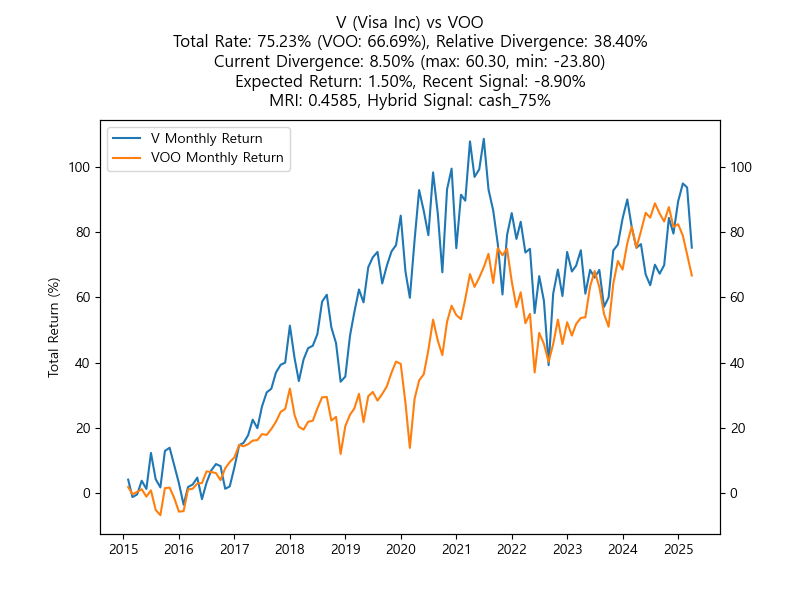 V (Visa Inc) vs VOO
Total Rate: 75.23% (VOO: 66.69%), Relative Divergence: 38.40%
Current Divergence: 8.50% (max: 60.30, min: -23.80)
Expected Return: 1.50%, Recent Signal: -8.90%
MRI: 0.4585, Hybrid Signal: cash_75%
V Monthly Return
VOO Monthly Return
Total Return (%)
100
80
60
40
20
0
100
80
60
40
20
0
2015 2016 2017 2018 2019 2020 2021 2022 2023 2024 2025